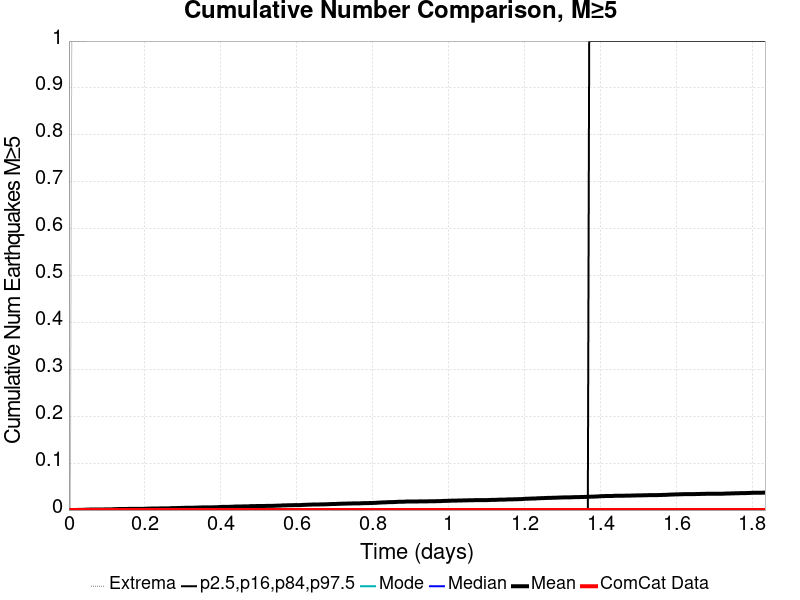 Cumulative Number Comparison, M≥5
Cumulative Num Earthquakes M≥5
1
0.9
0.8
0.7
0.6
0.5
0.4
0.3
0.2
0.1
0
0 0.2 0.4 0.6 0.8 1 1.2 1.4 1.6 1.8
Time (days)
Extrema p2.5,p16,p84,p97.5 Mode Median Mean ComCat Data